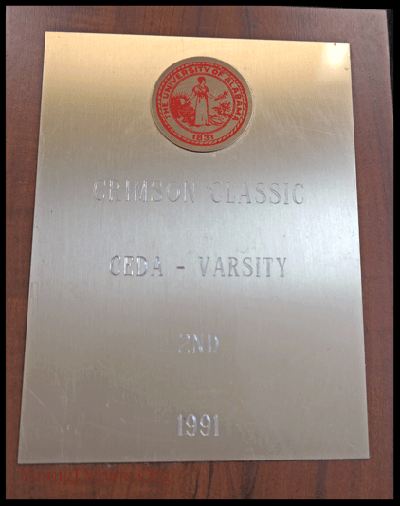 THE UNIVERSITY OF ALABAMA
1831
CRIMSON CLASSIC
CEDA - VARSITY
2ND
1991